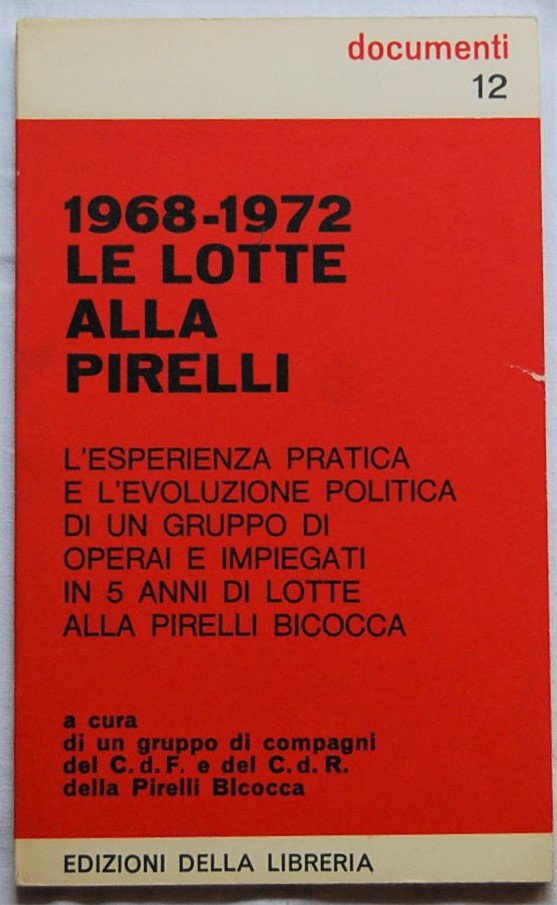 documenti
12
1968-1972
LE LOTTE
ALLA
PIRELLI
L'ESPERIENZA PRATICA
E L'EVOLUZIONE POLITICA
DI UN GRUPPO DI
OPERAI E IMPIEGATI
IN 5 ANNI DI LOTTE
ALLA PIRELLI BICOCCA
a cura
di un gruppo di compagni
del C.d.F. e del C.d.R.
della Pirelli BIcocca
EDIZIONI DELLA LIBRERIA